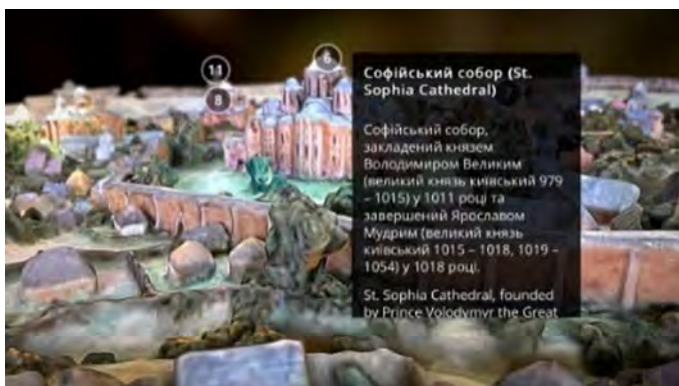 11
6
8
Софійський собор (St.
Sophia Cathedral)
Софійський собор,
закладений князем
Володимиром Великим
(великий князь київський 979
– 1015) у 1011 році та
завершений Ярославом
Мудрим (великий князь
київський 1015 – 1018, 1019 –
1054) у 1018 році.
St. Sophia Cathedral, founded
by Prince Volodymyr the Great